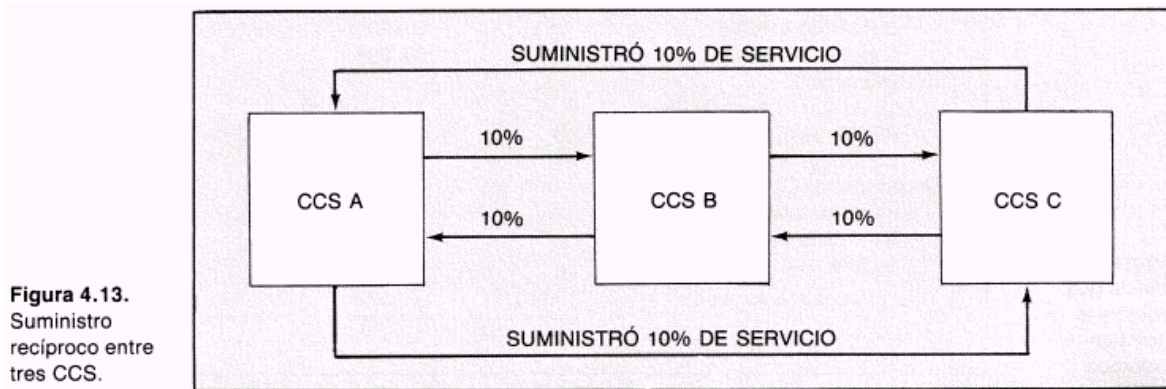 SUMINISTRÓ 10% DE SERVICIO
10%
10%
CCS A
CCS B
CCS C
10%
10%
SUMINISTRÓ 10% DE SERVICIO
Figura 4.13.
Suministro
recíproco entre
tres CCS.